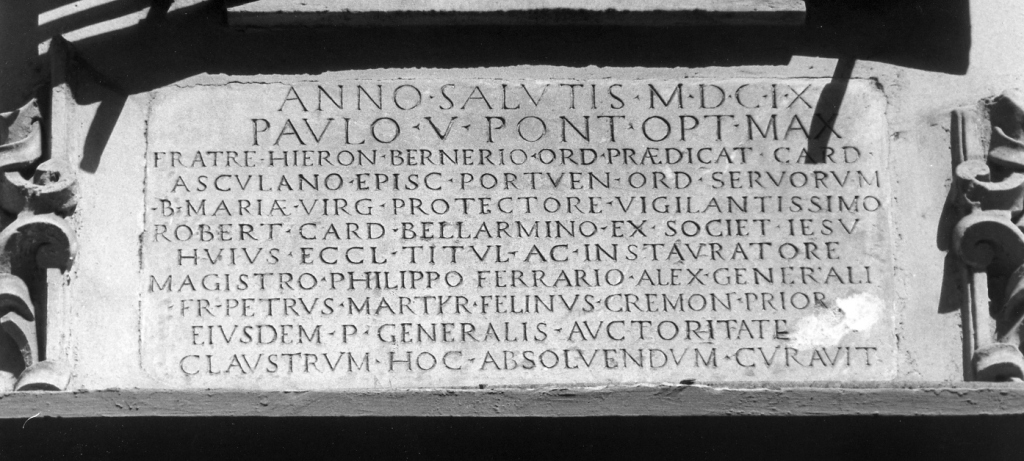 ANNO·SALVTIS·M·DC·IX
PAVLO·V·PONT·OPT·MAX
FRATRE·HIERON·BERNERIO·ORD·PRÆDICAT·CARD·
ASCULANO·EPISC·PORTVEN·ORD·SERVORVM
·B·MARIÆ·VIRG·PROTECTORE·VIGILANTISSIMO
ROBERT·CARD·BELLARMINO·EX·SOCIET·IESV
HVIVS·ECCL·TITVL·AC·INSTAVRATORE
MAGISTRO·PHILIPPO·FERRARIO·ALEX·GENERALI
·FR·PETRVS·MARTYR·FELINVS·CREMON·PRIOR
EIVSDEM·P·GENERALIS·AVCTORITATE
CLAVSTRVM·HOC·ABSOLVENDVM·CVRAVIT